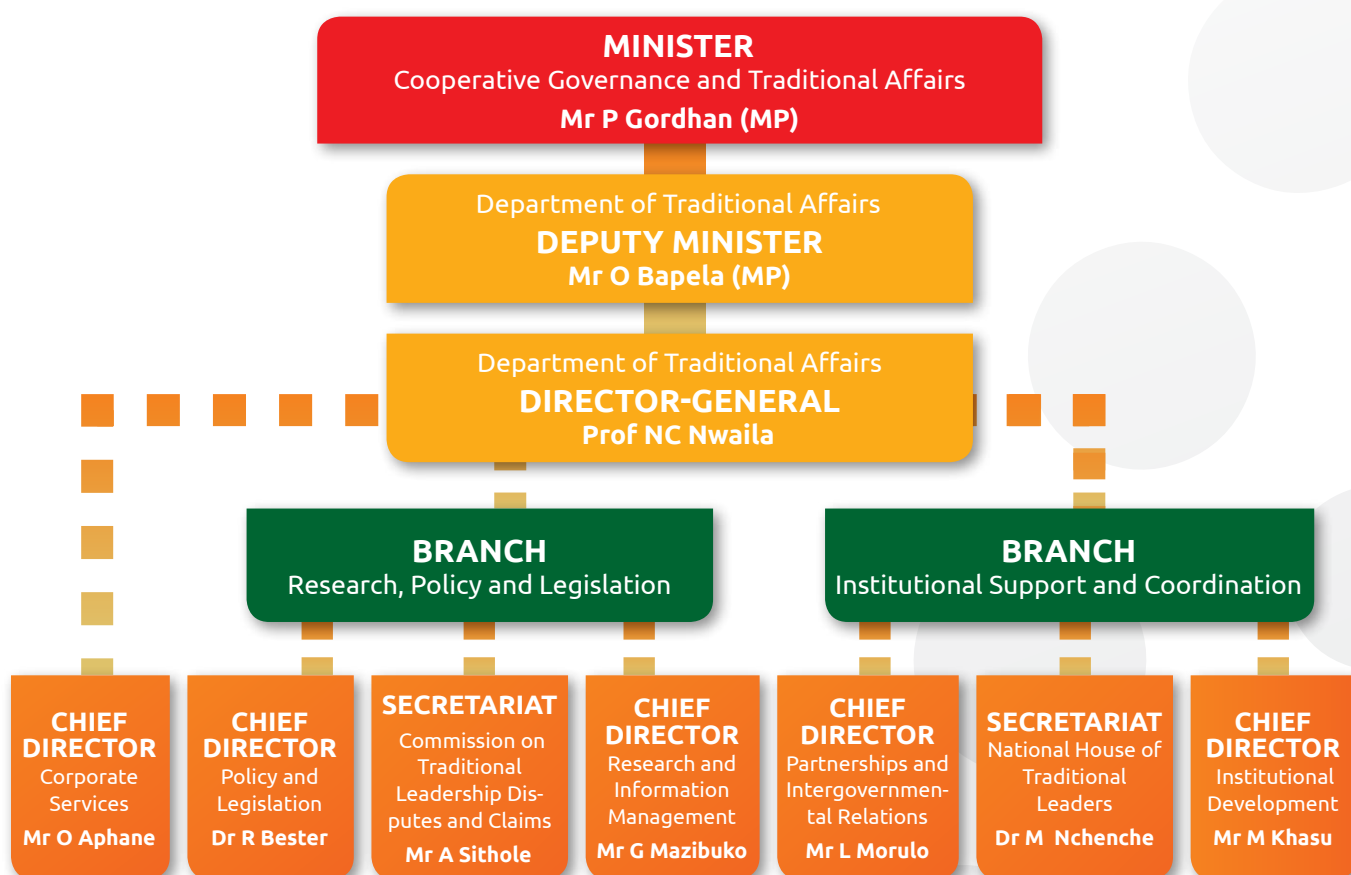 MINISTER
Cooperative Governance and Traditional Affairs
Mr P Gordhan (MP)
Department of Traditional Affairs
DEPUTY MINISTER
Mr O Bapela (MP)
Department of Traditional Affairs
DIRECTOR-GENERAL
Prof NC Nwaila
BRANCH
Research, Policy and Legislation
BRANCH
Institutional Support and Coordination
CHIEF
DIRECTOR
Corporate
Services
Mr O Aphane
CHIEF
DIRECTOR
Policy and
Legislation
Dr R Bester
SECRETARIAT
Commission on
Traditional
Leadership Dis-
putes and Claims
Mr A Sithole
CHIEF
DIRECTOR
Research and
Information
Management
Mr G Mazibuko
CHIEF
DIRECTOR
Partnerships and
Intergovernmen-
tal Relations
Mr L Morulo
SECRETARIAT
National House of
Traditional
Leaders
Dr M Nchenche
CHIEF
DIRECTOR
Institutional
Development
Mr M Khasu